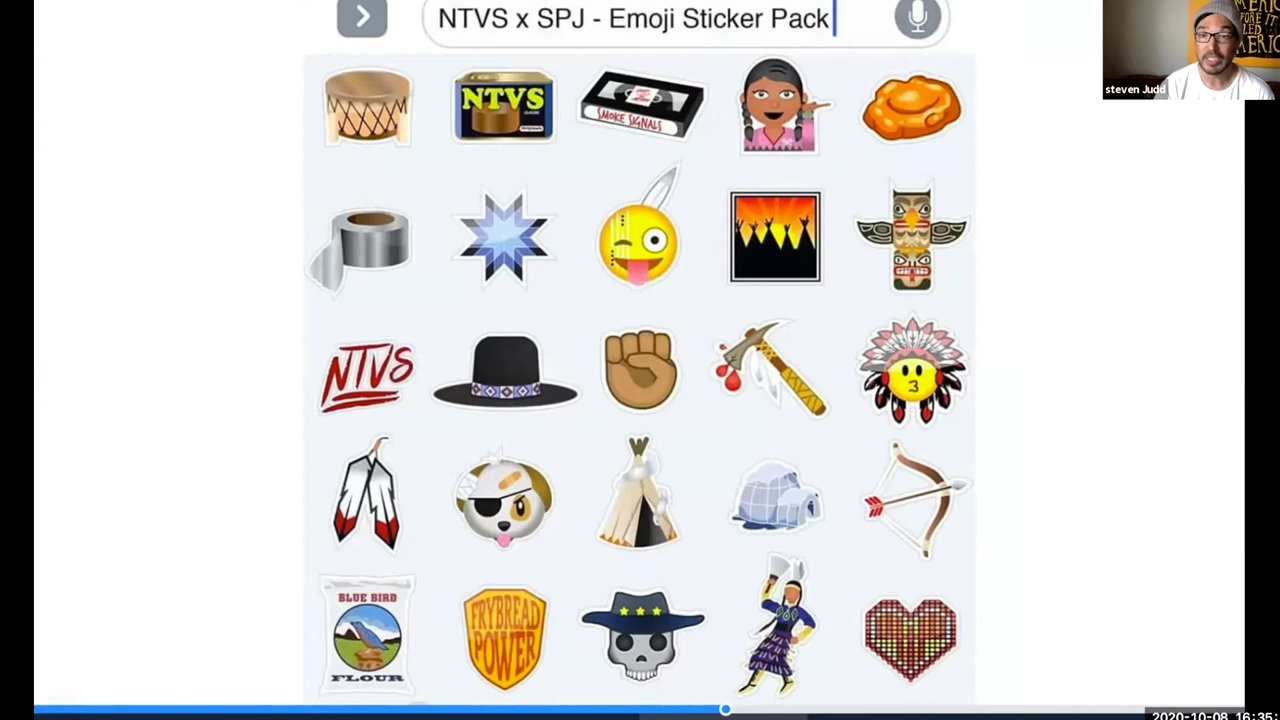 NTVS x SPJ - Emoji Sticker Pack
steven Judd
NTVS
SMOKE SIGNALS
NTVS
BLUE BIRD
FLOUR
FRYBREAD
POWER
2020-10-08 16:35: